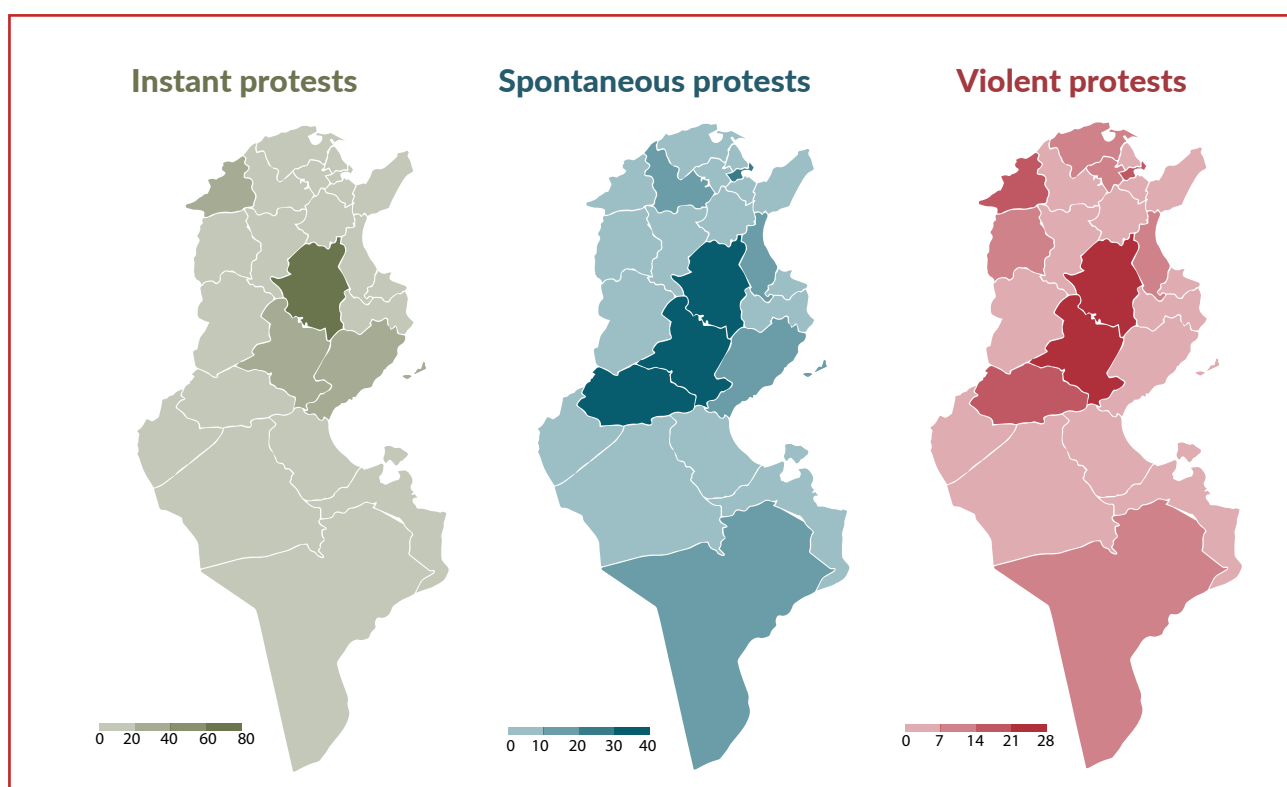 Instant protests
Spontaneous protests
Violent protests
0 20 40 60 80
0 10 20 30 40
0 7 14 21 28